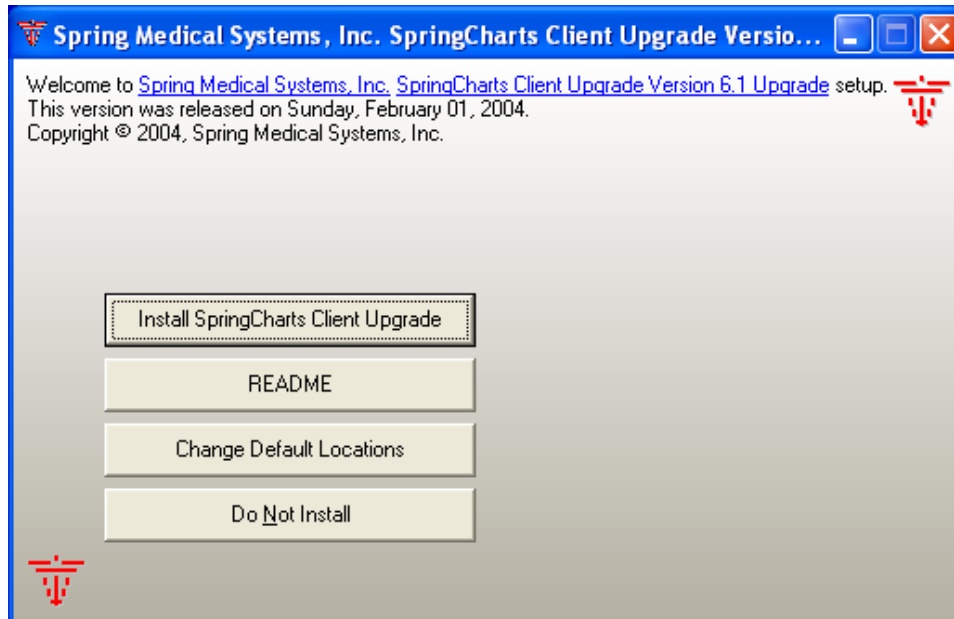 Spring Medical Systems, Inc. SpringCharts Client Upgrade Versio...
Welcome to Spring Medical Systems, Inc. SpringCharts Client Upgrade Version 6.1 Upgrade setup.
This version was released on Sunday, February 01, 2004.
Copyright © 2004, Spring Medical Systems, Inc.
Install SpringCharts Client Upgrade
README
Change Default Locations
Do Not Install